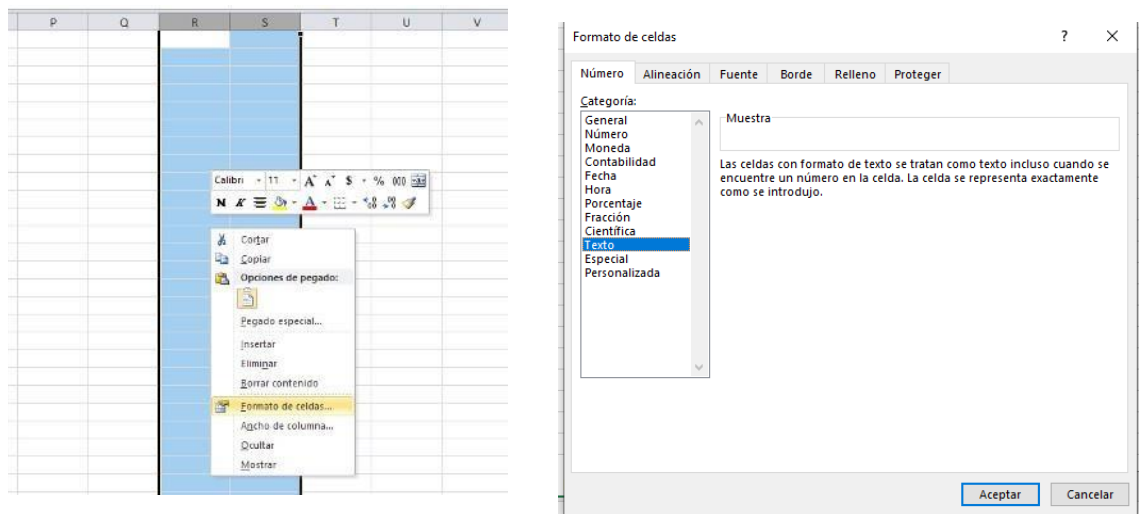 P Q R S T U V
Calibri 11 A A $ % 000
N K A
Cortar
Copiar
Opciones de pegado:
Pegado especial...
Insertar
Eliminar
Borrar contenido
Formato de celdas...
Ancho de columna...
Ocultar
Mostrar
Formato de celdas ?
Número Alineación Fuente Borde Relleno Proteger
Categoría:
General
Número
Moneda
Contabilidad
Fecha
Hora
Porcentaje
Fracción
Científica
Texto
Especial
Personalizada
Muestra
Las celdas con formato de texto se tratan como texto incluso cuando se
encuentre un número en la celda. La celda se representa exactamente
como se introdujo.
Aceptar Cancelar